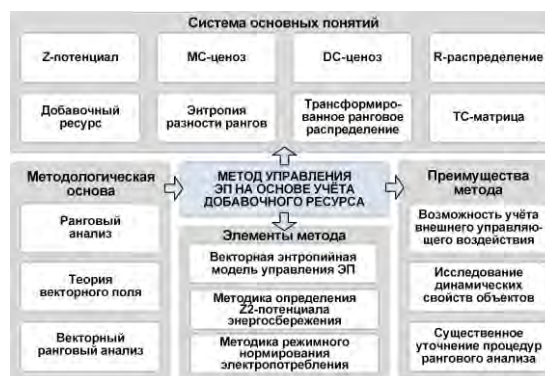 Система основных понятий
Z-потенциал
МС-ценоз
DC-ценоз
R-распределение
Добавочный
ресурс
Энтропия
разности рангов
Трансформиро-
ванное ранговое
распределение
ТС-матрица
Методологическая
основа
Ранговый
анализ
Теория
векторного поля
Векторный
ранговый анализ
МЕТОД УПРАВЛЕНИЯ
ЭП НА ОСНОВЕ УЧЁТА
ДОБАВОЧНОГО РЕСУРСА
Элементы метода
Векторная энтропийная
модель управления ЭП
Методика определения
Z2-потенциала
энергосбережения
Методика режимного
нормирования
электропотребления
Преимущества
метода
Возможность учёта
внешнего управляю-
щего воздействия
Исследование
динамических
свойств объектов
Существенное
уточнение процедур
рангового анализа